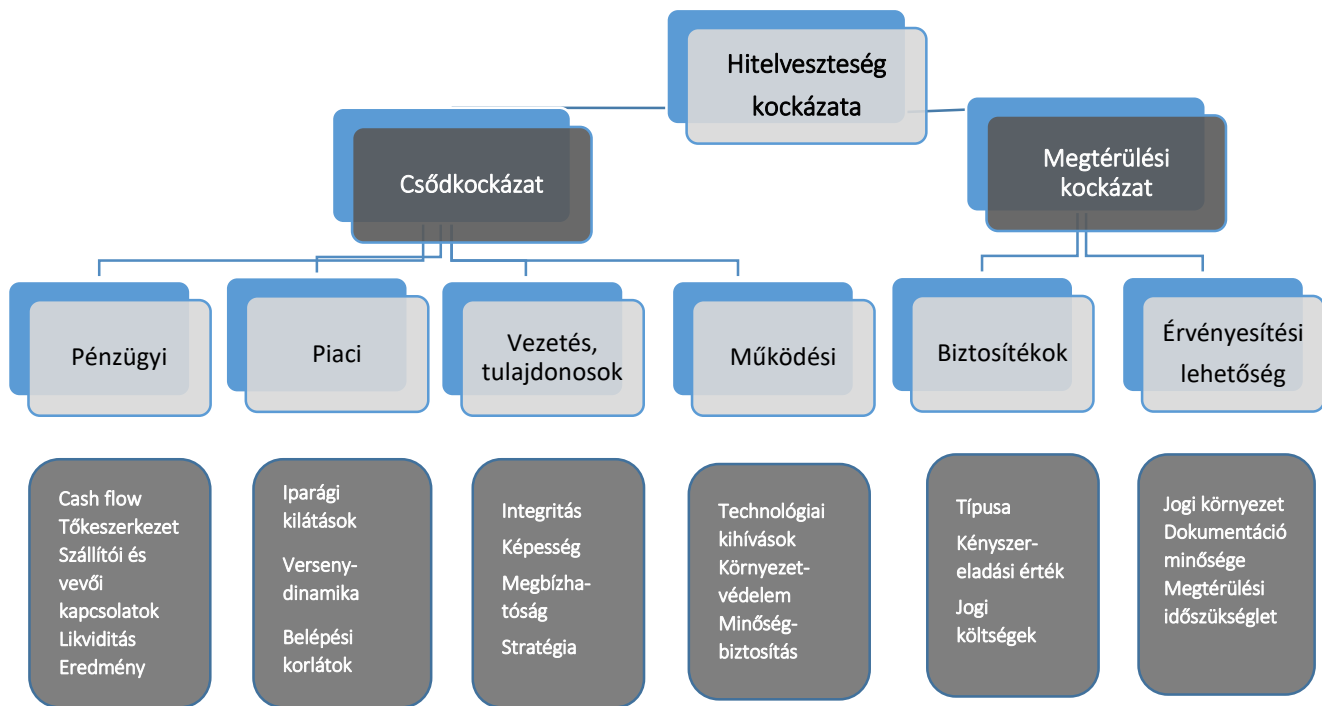 Hitelveszteség
kockázata
Csődkockázat
Megtérülési
kockázat
Pénzügyi
Piaci
Vezetés,
tulajdonosok
Működési
Biztosítékok
Érvényesítési
lehetőség
Cash flow
Tőkeszerkezet
Szállítói és
vevői
kapcsolatok
Likviditás
Eredmény
Iparági
kilátások
Verseny-
dinamika
Belépési
korlátok
Integritás
Képesség
Megbízha-
tóság
Stratégia
Technológiai
kihívások
Környezet-
védelem
Minőség-
biztosítás
Típusa
Kényszer-
eladási érték
Jogi
költségek
Jogi környezet
Dokumentáció
minősége
Megtérülési
időszükséglet